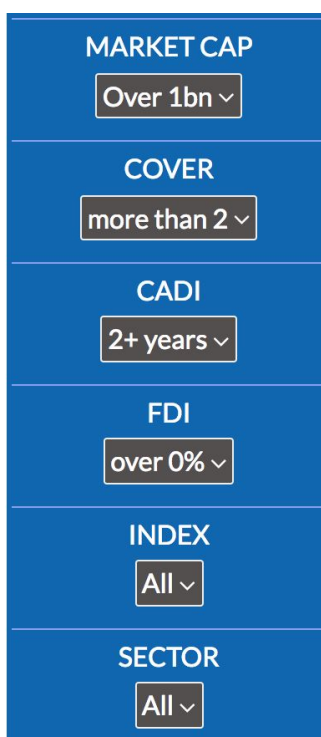 MARKET CAP
Over 1bn
COVER
more than 2
CADI
2+ years
FDI
over 0%
INDEX
All
SECTOR
All